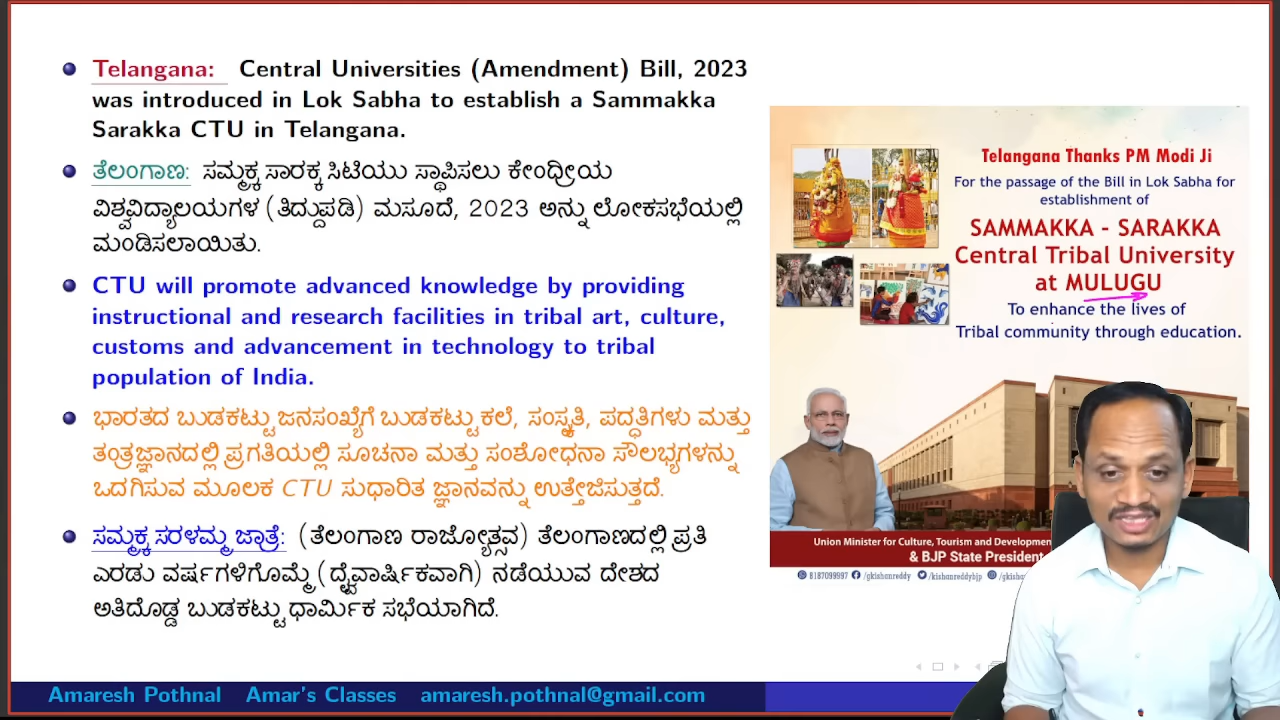 Telangana: Central Universities (Amendment) Bill, 2023
was introduced in Lok Sabha to establish a Sammakka
Sarakka CTU in Telangana.
ತೆಲಂಗಾಣ: ಸಮ್ಮಕ್ಕ ಸಾರಕ್ಕ ಸಿಟಿಯು ಸ್ಥಾಪಿಸಲು ಕೇಂದ್ರೀಯ
ವಿಶ್ವವಿದ್ಯಾಲಯಗಳ (ತಿದ್ದುಪಡಿ) ಮಸೂದೆ, 2023 ಅನ್ನು ಲೋಕಸಭೆಯಲ್ಲಿ
ಮಂಡಿಸಲಾಯಿತು.
CTU will promote advanced knowledge by providing
instructional and research facilities in tribal art, culture,
customs and advancement in technology to tribal
population of India.
ಭಾರತದ ಬುಡಕಟ್ಟು ಜನಸಂಖ್ಯೆಗೆ ಬುಡಕಟ್ಟು ಕಲೆ, ಸಂಸ್ಕೃತಿ, ಪದ್ಧತಿಗಳು ಮತ್ತು
ತಂತ್ರಜ್ಞಾನದಲ್ಲಿ ಪ್ರಗತಿಯಲ್ಲಿ ಸೂಚನಾ ಮತ್ತು ಸಂಶೋಧನಾ ಸೌಲಭ್ಯಗಳನ್ನು
ಒದಗಿಸುವ ಮೂಲಕ CTU ಸುಧಾರಿತ ಜ್ಞಾನವನ್ನು ಉತ್ತೇಜಿಸುತ್ತದೆ.
ಸಮ್ಮಕ್ಕ ಸರಳಮ್ಮ ಜಾತ್ರೆ: (ತೆಲಂಗಾಣ ರಾಜ್ಯೋತ್ಸವ) ತೆಲಂಗಾಣದಲ್ಲಿ ಪ್ರತಿ
ಎರಡು ವರ್ಷಗಳಿಗೊಮ್ಮೆ (ದ್ವೈವಾರ್ಷಿಕವಾಗಿ) ನಡೆಯುವ ದೇಶದ
ಅತಿದೊಡ್ಡ ಬುಡಕಟ್ಟು ಧಾರ್ಮಿಕ ಸಭೆಯಾಗಿದೆ.
Telangana Thanks PM Modi Ji
For the passage of the Bill in Lok Sabha for
establishment of
SAMMAKKA - SARAKKA
Central Tribal University
at MULUGU
To enhance the lives of
Tribal community through education.
Union Minister for Culture, Tourism and Development
& BJP State President
8187099997 /gkishanreddy /kishanreddybjp
Amaresh Pothnal Amar's Classes amaresh.pothnal@gmail.com